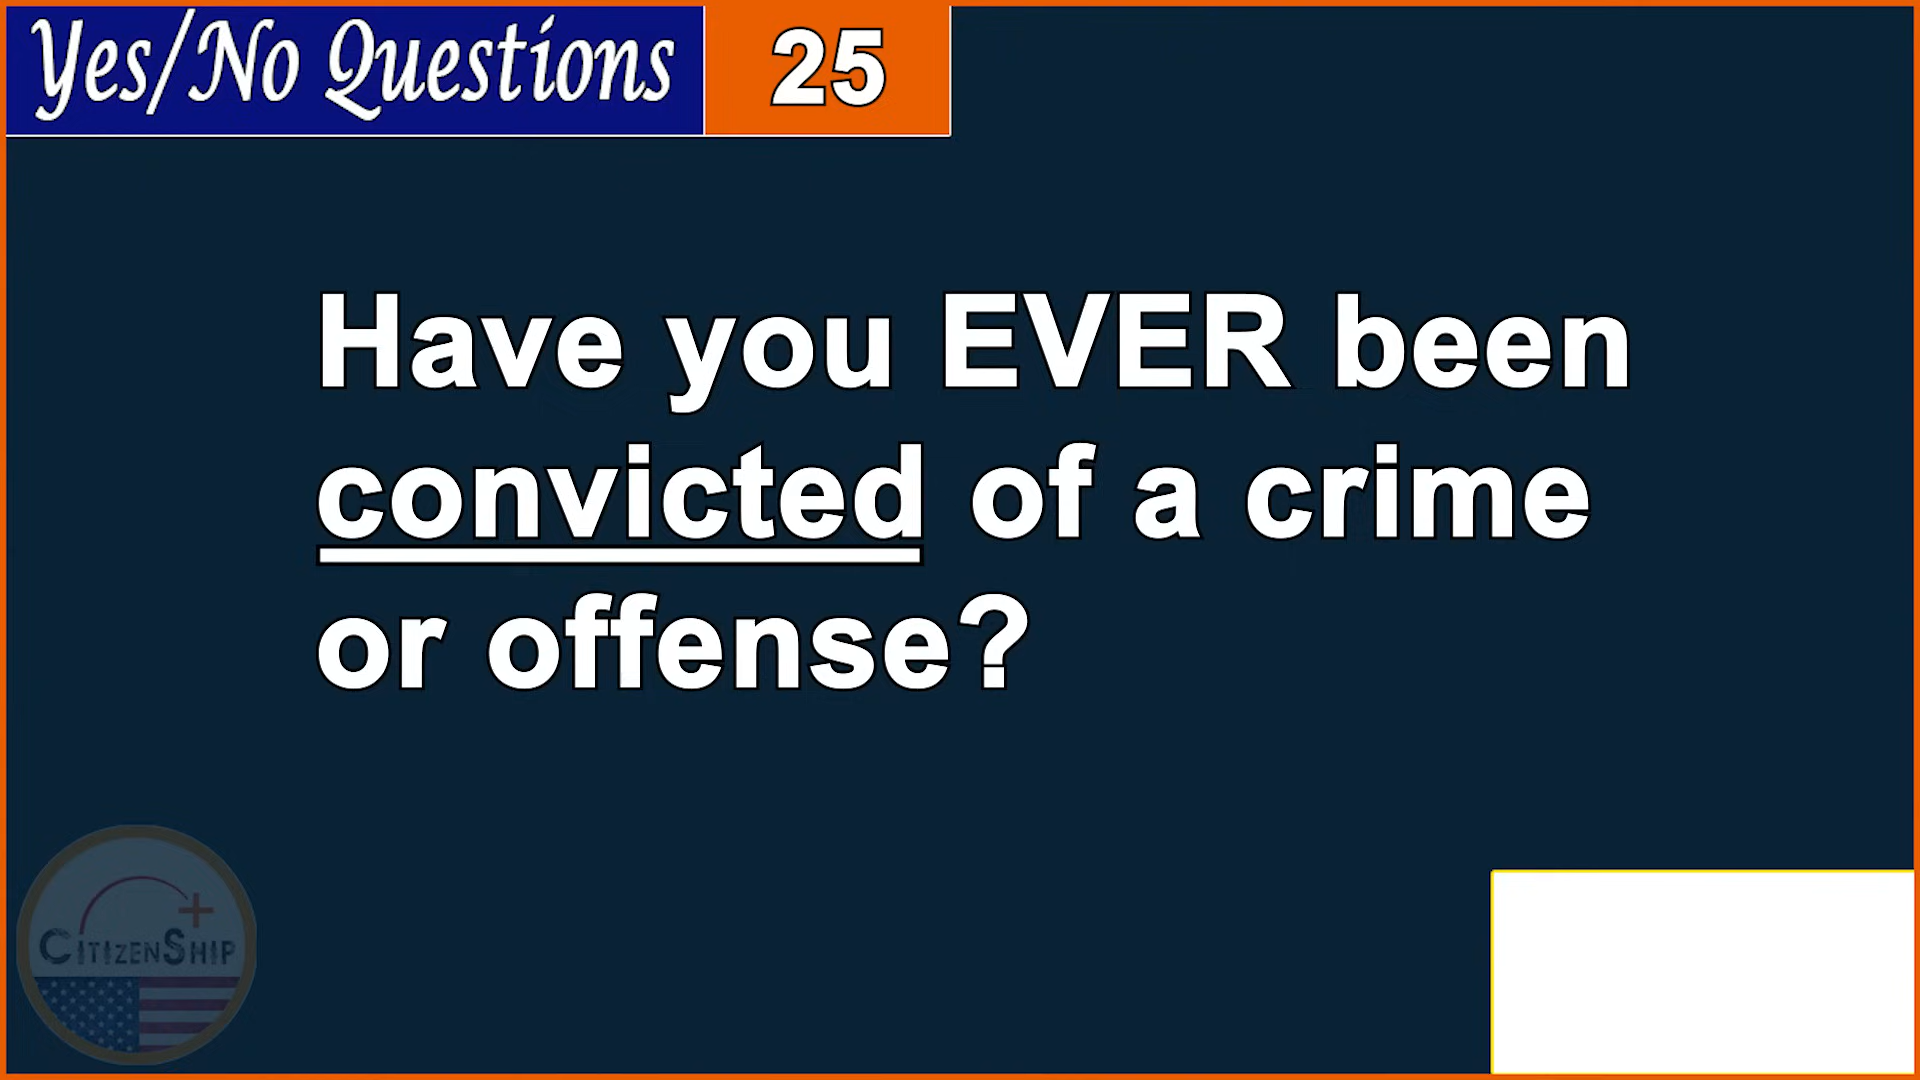 Yes/No Questions
25
Have you EVER been
convicted of a crime
or offense?
CITIZENSHIP